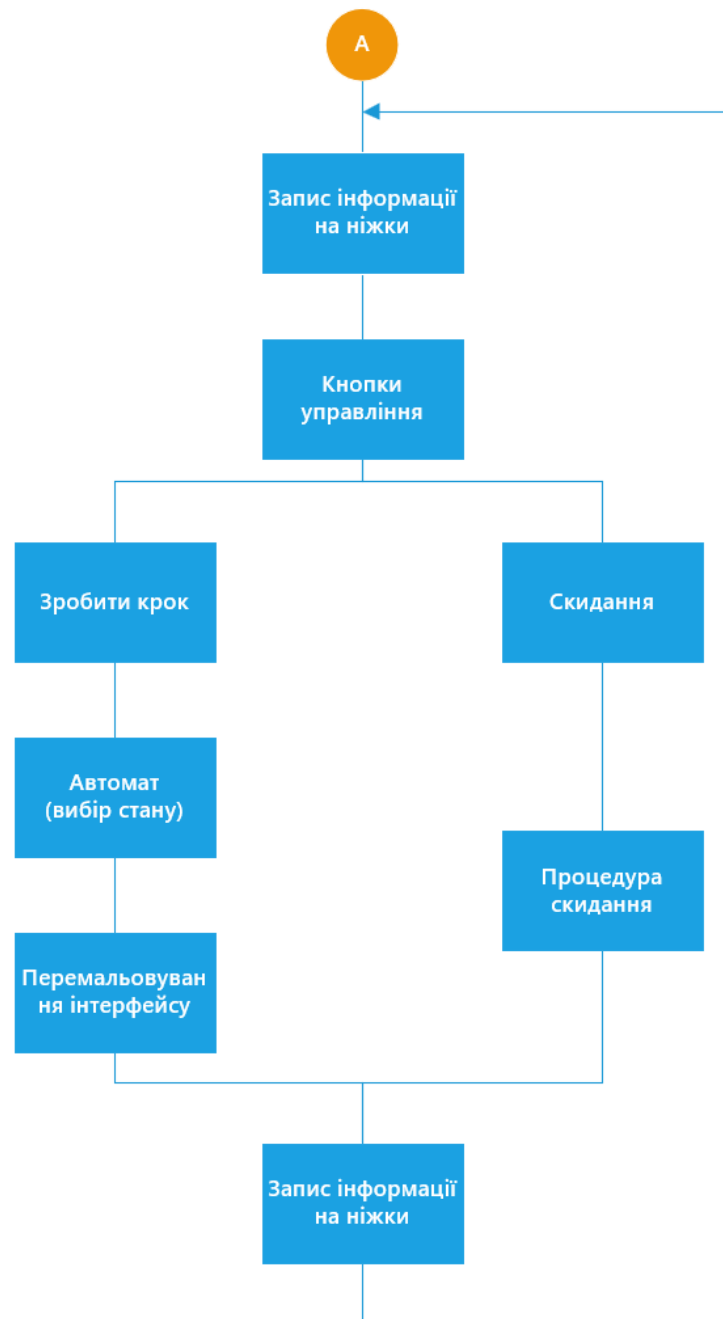 А
Запис інформації
на ніжки
Кнопки
управління
Зробити крок
Скидання
Автомат
(вибір стану)
Процедура
скидання
Перемальовуван
ня інтерфейсу
Запис інформації
на ніжки